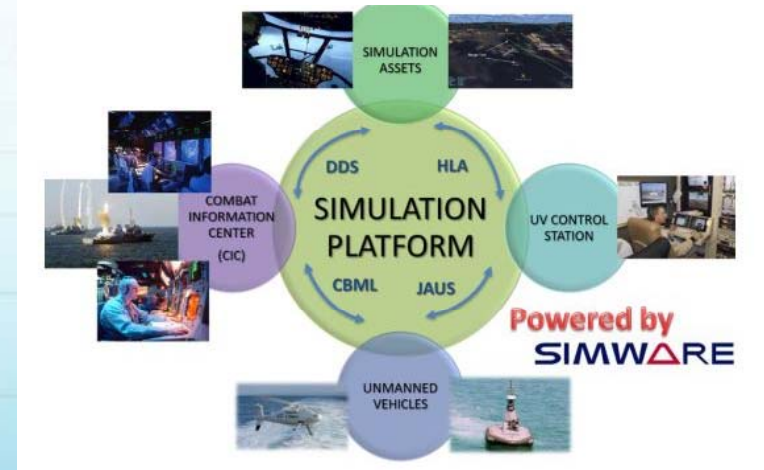 SIMULATION
ASSETS
DDS
HLA
COMBAT
INFORMATION
CENTER
(CIC)
SIMULATION
PLATFORM
UV CONTROL
STATION
CBML
JAUS
Powered by
SIMWARE
UNMANNED
VEHICLES